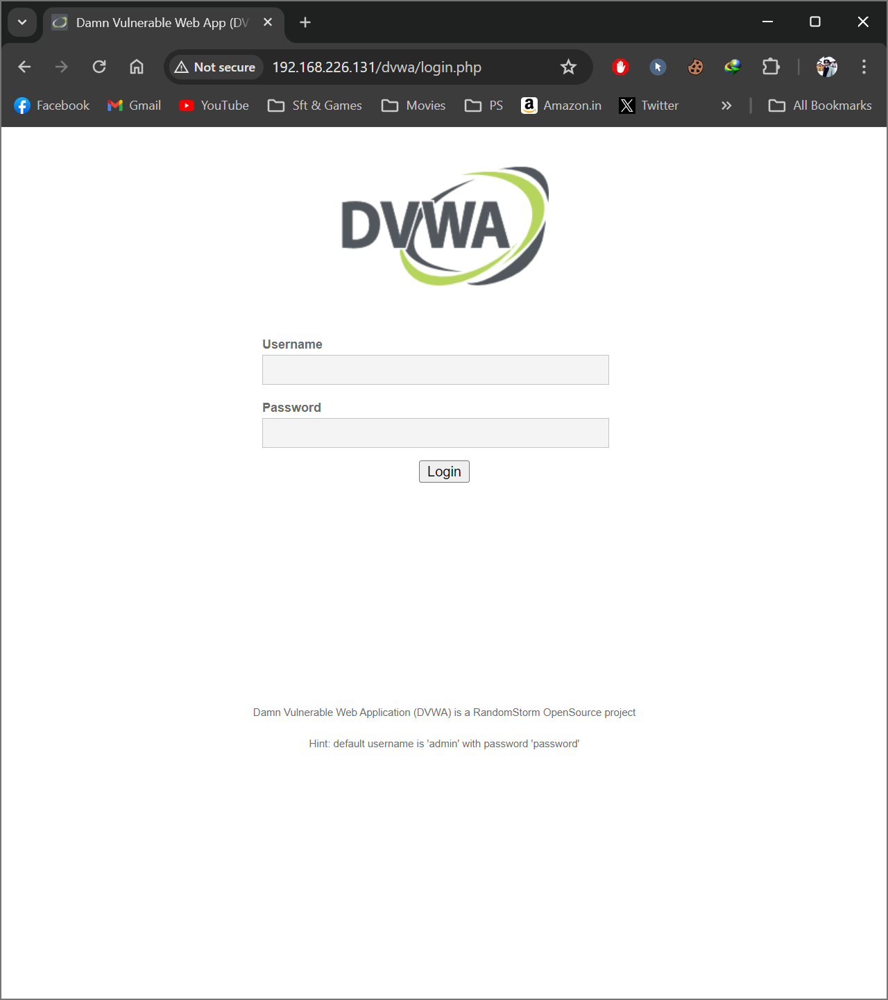 Damn Vulnerable Web App (DV
Not secure 192.168.226.131/dvwa/login.php
Facebook Gmail YouTube Sft & Games Movies PS Amazon.in Twitter All Bookmarks
DVWA
Username
Password
Login
Damn Vulnerable Web Application (DVWA) is a RandomStorm OpenSource project
Hint: default username is 'admin' with password 'password'